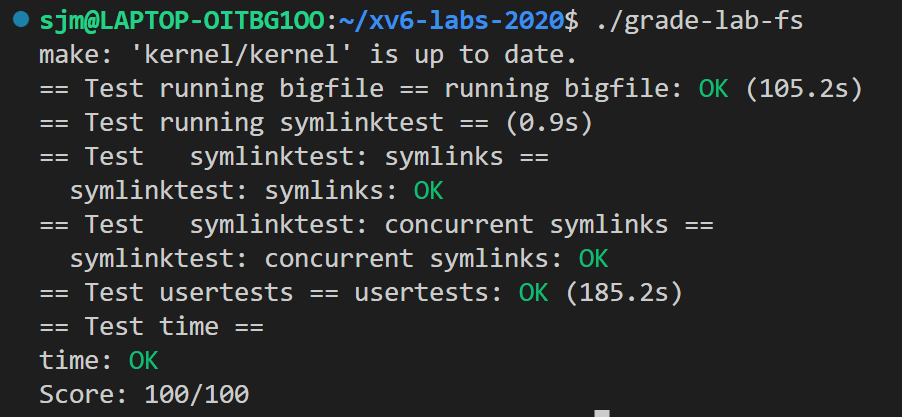 sjm@LAPTOP-OITBG1OO:~/xv6-labs-2020$ ./grade-lab-fs
make: 'kernel/kernel' is up to date.
== Test running bigfile == running bigfile: OK (105.2s)
== Test running symlinktest == (0.9s)
== Test   symlinktest: symlinks ==
  symlinktest: symlinks: OK
== Test   symlinktest: concurrent symlinks ==
  symlinktest: concurrent symlinks: OK
== Test usertests == usertests: OK (185.2s)
== Test time ==
time: OK
Score: 100/100